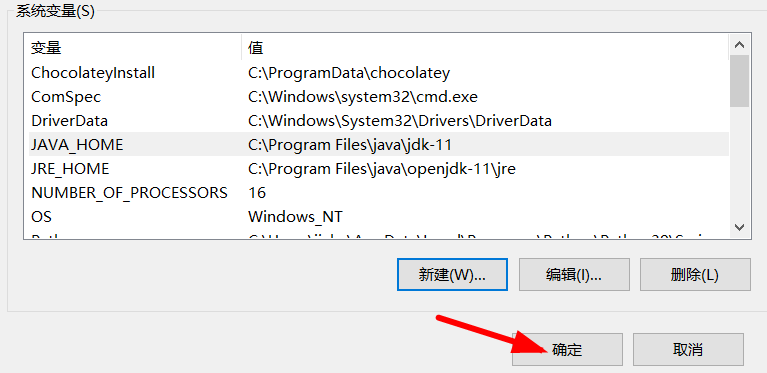 系统变量(S)
变量 值
ChocolateyInstall C:\ProgramData\chocolatey
ComSpec C:\Windows\system32\cmd.exe
DriverData C:\Windows\System32\Drivers\DriverData
JAVA_HOME C:\Program Files\java\jdk-11
JRE_HOME C:\Program Files\java\openjdk-11\jre
NUMBER_OF_PROCESSORS 16
OS Windows_NT
新建(W)... 编辑(I)... 删除(L)
确定 取消